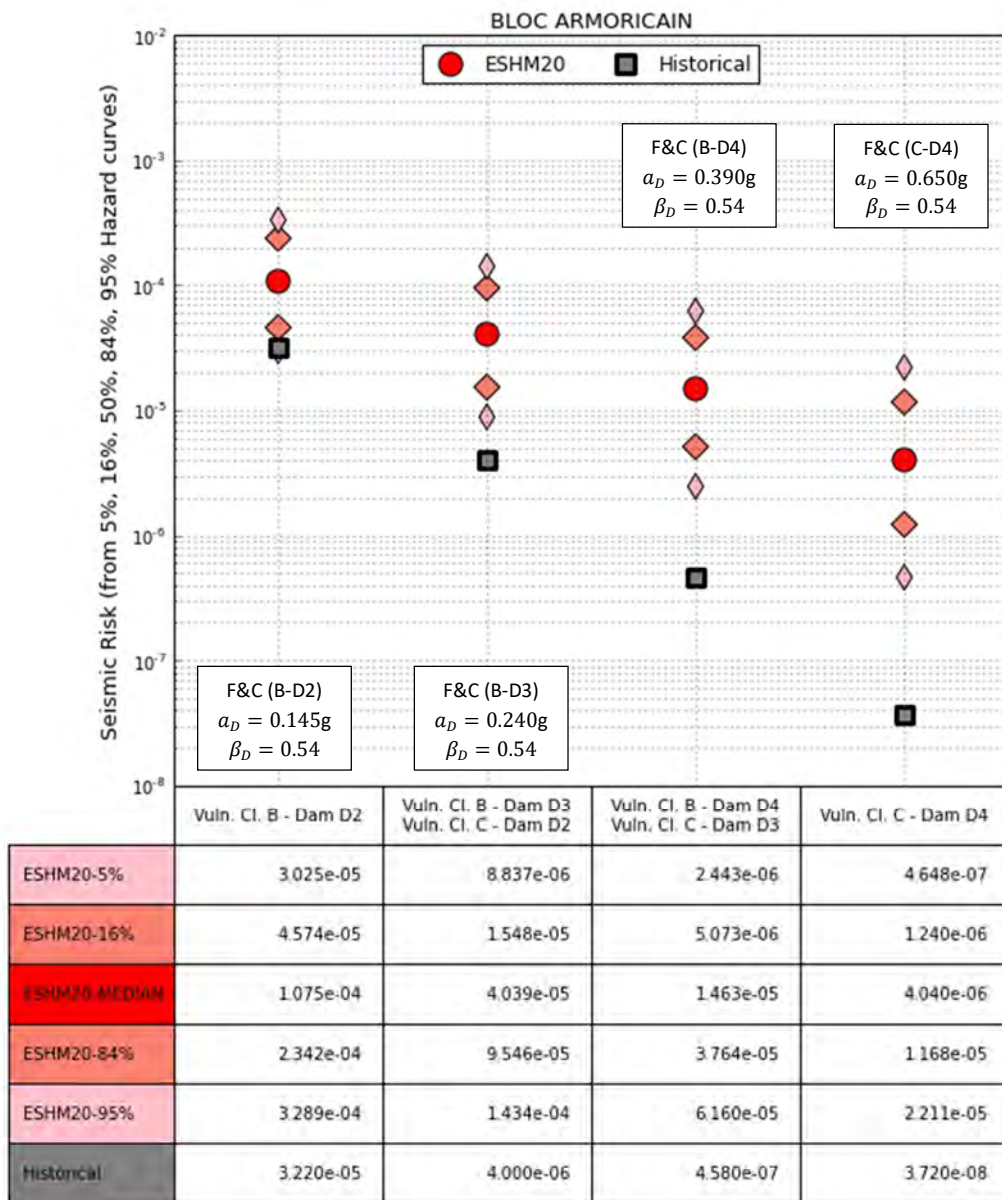 BLOC ARMORICAIN
10⁻²
ESHM20 Historical
Seismic Risk (from 5%, 16%, 50%, 84%, 95% Hazard curves)
10⁻³
F&C (B-D4)
a_D = 0.390g
β_D = 0.54
F&C (C-D4)
a_D = 0.650g
β_D = 0.54
10⁻⁴
10⁻⁵
10⁻⁶
10⁻⁷
F&C (B-D2)
a_D = 0.145g
β_D = 0.54
F&C (B-D3)
a_D = 0.240g
β_D = 0.54
10⁻⁸
Vuln. Cl. B - Dam D2
Vuln. Cl. B - Dam D3
Vuln. Cl. C - Dam D2
Vuln. Cl. B - Dam D4
Vuln. Cl. C - Dam D3
Vuln. Cl. C - Dam D4
ESHM20-5% 3.025e-05 8.837e-06 2.443e-06 4.648e-07
ESHM20-16% 4.574e-05 1.548e-05 5.073e-06 1.240e-06
ESHM20-MEDIAN 1.075e-04 4.039e-05 1.463e-05 4.040e-06
ESHM20-84% 2.342e-04 9.546e-05 3.764e-05 1.168e-05
ESHM20-95% 3.289e-04 1.434e-04 6.160e-05 2.211e-05
Historical 3.220e-05 4.000e-06 4.580e-07 3.720e-08